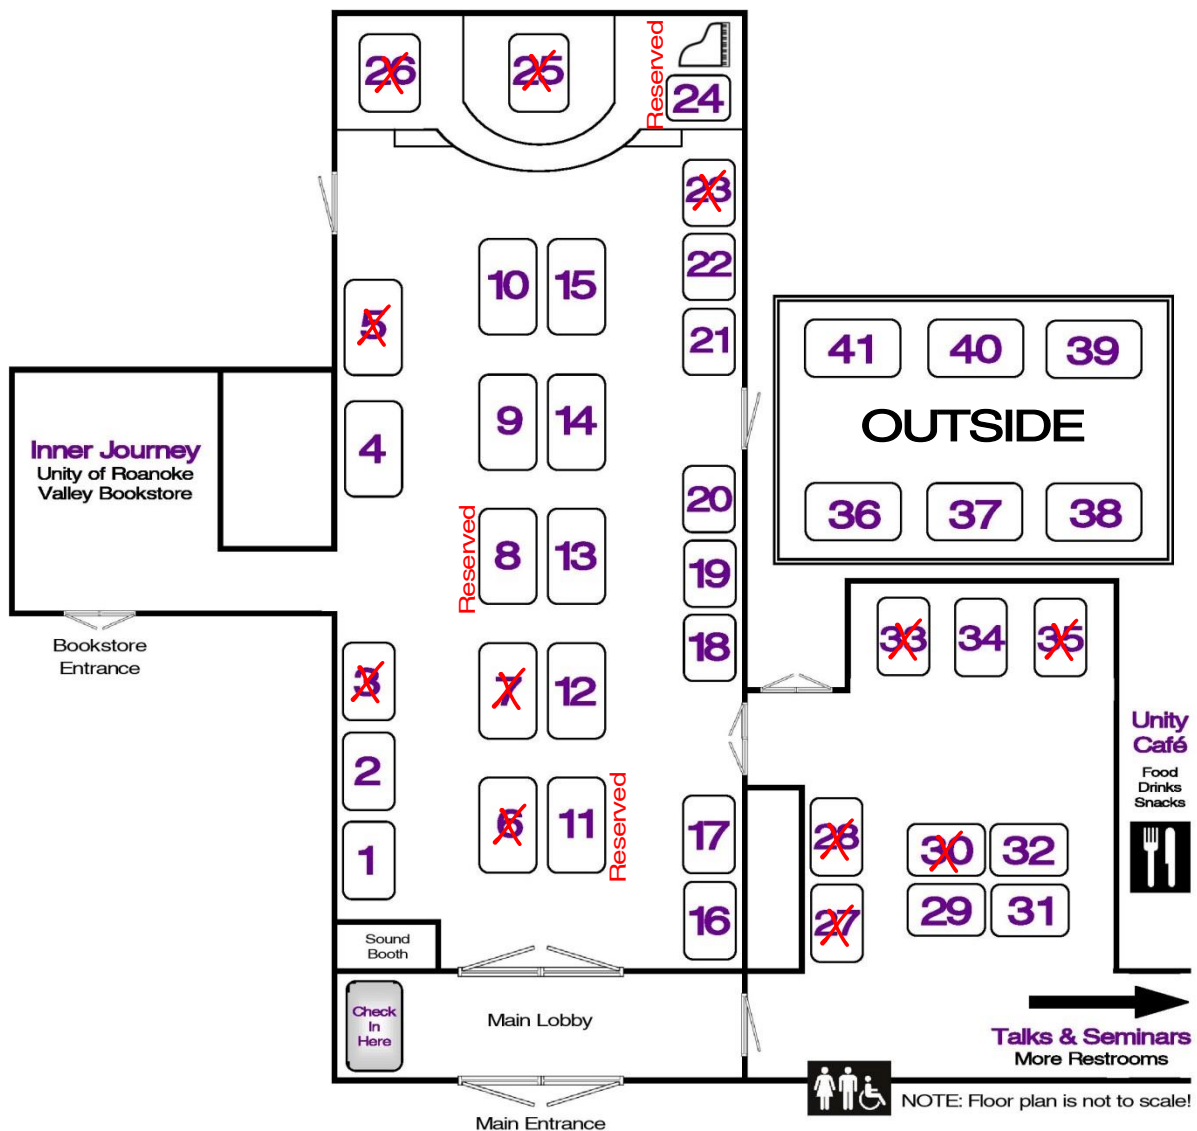 26
25
Reserved
24
23
22
21
10
15
5
4
9
14
Inner Journey
Unity of Roanoke
Valley Bookstore
41
40
39
OUTSIDE
36
37
38
20
19
18
Reserved
8
13
Bookstore
Entrance
3
2
1
7
12
6
11
Reserved
17
16
33
34
35
28
27
30
32
29
31
Unity
Café
Food
Drinks
Snacks
Sound
Booth
Check
In
Here
Main Lobby
Main Entrance
Talks & Seminars
More Restrooms
NOTE: Floor plan is not to scale!